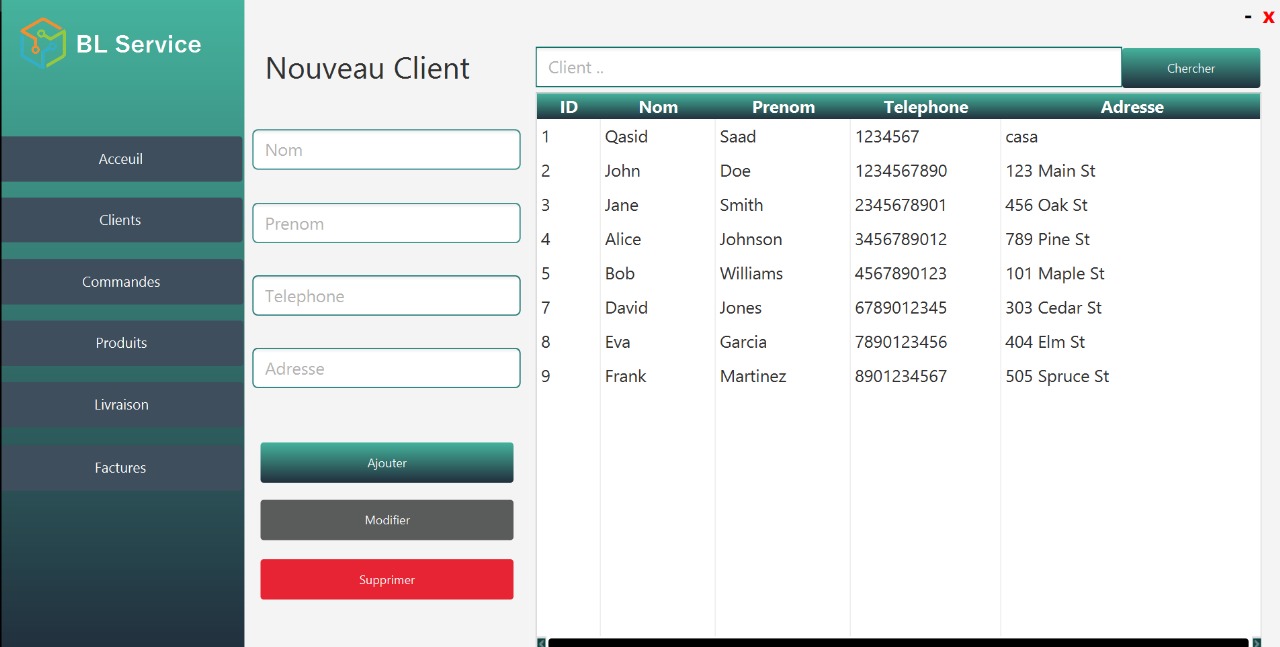 - X
BL Service
Acceuil
Clients
Commandes
Produits
Livraison
Factures
Nouveau Client
Nom
Prenom
Telephone
Adresse
Ajouter
Modifier
Supprimer
Client ..
Chercher
ID Nom Prenom Telephone Adresse
1 Qasid Saad 1234567 casa
2 John Doe 1234567890 123 Main St
3 Jane Smith 2345678901 456 Oak St
4 Alice Johnson 3456789012 789 Pine St
5 Bob Williams 4567890123 101 Maple St
7 David Jones 6789012345 303 Cedar St
8 Eva Garcia 7890123456 404 Elm St
9 Frank Martinez 8901234567 505 Spruce St